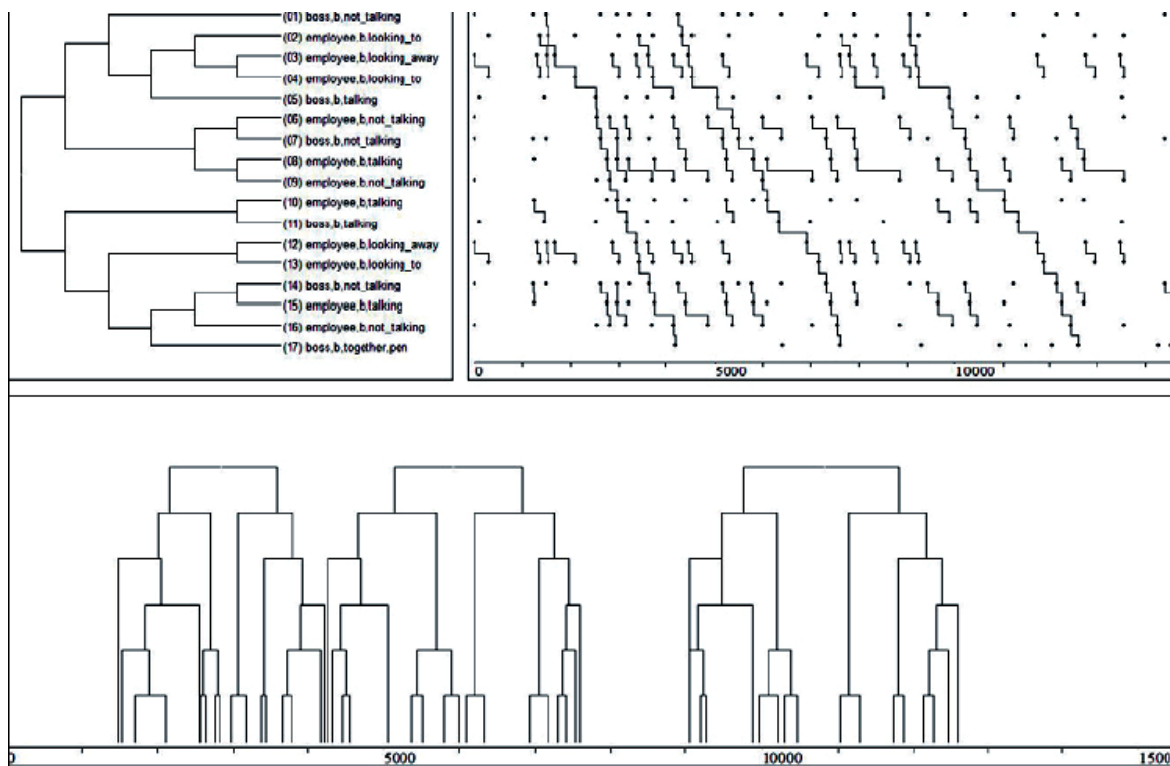 (01) boss,b,not_talking
(02) employee,b,looking_to
(03) employee,b,looking_away
(04) employee,b,looking_to
(05) boss,b,talking
(06) employee,b,not_talking
(07) boss,b,not_talking
(08) employee,b,talking
(09) employee,b,not_talking
(10) employee,b,talking
(11) boss,b,talking
(12) employee,b,looking_away
(13) employee,b,looking_to
(14) boss,b,not_talking
(15) employee,b,talking
(16) employee,b,not_talking
(17) boss,b,together,pen
0 5000 10000
0 5000 10000 1500